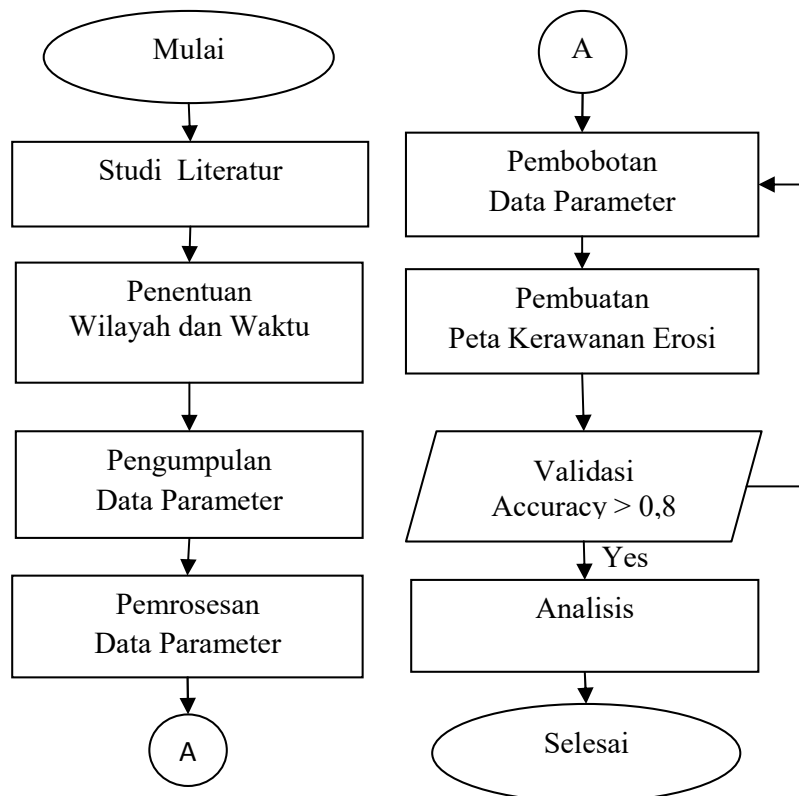 Mulai
Studi Literatur
Penentuan
Wilayah dan Waktu
Pengumpulan
Data Parameter
Pemrosesan
Data Parameter
A
A
Pembobotan
Data Parameter
Pembuatan
Peta Kerawanan Erosi
Validasi
Accuracy > 0,8
Yes
Analisis
Selesai